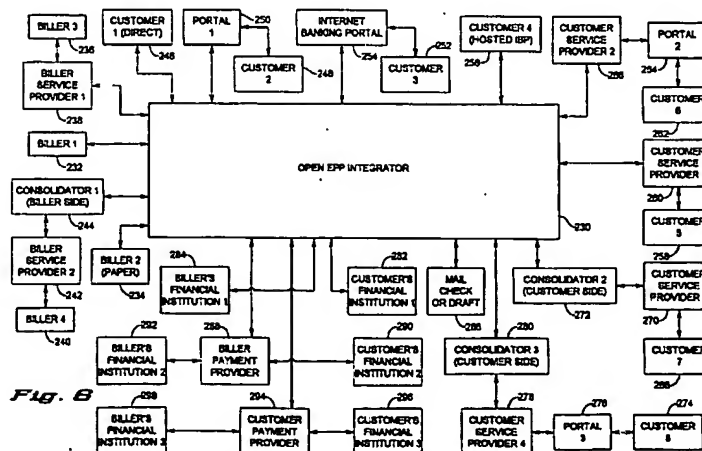 BILLER 3
236
BILLER
SERVICE
PROVIDER 1
238
BILLER 1
232
CONSOLIDATOR 1
(BILLER SIDE)
244
BILLER
SERVICE
PROVIDER 2
242
BILLER 4
240
BILLER 2
(PAPER)
234
CUSTOMER
1 (DIRECT)
PORTAL
1
250
CUSTOMER
2
INTERNET
BANKING PORTAL
254
CUSTOMER
3
252
CUSTOMER 4
(HOSTED IBP)
256
CUSTOMER
SERVICE
PROVIDER 2
266
PORTAL
2
CUSTOMER
6
262
CUSTOMER
SERVICE
PROVIDER
260
CUSTOMER
5
258
CUSTOMER
SERVICE
PROVIDER
270
CUSTOMER
7
OPEN EPP INTEGRATOR
230
284
BILLER'S
FINANCIAL
INSTITUTION 1
282
CUSTOMER'S
FINANCIAL
INSTITUTION 1
MAIL
CHECK
OR DRAFT
CONSOLIDATOR 2
(CUSTOMER SIDE)
272
292
BILLER'S
FINANCIAL
INSTITUTION 2
288
BILLER
PAYMENT
PROVIDER
290
CUSTOMER'S
FINANCIAL
INSTITUTION 2
280
CONSOLIDATOR 3
(CUSTOMER SIDE)
298
BILLER'S
FINANCIAL
INSTITUTION 3
294
CUSTOMER
PAYMENT
PROVIDER
296
CUSTOMER'S
FINANCIAL
INSTITUTION 3
278
CUSTOMER
SERVICE
PROVIDER 4
276
PORTAL
3
274
CUSTOMER
8
Fig. 6